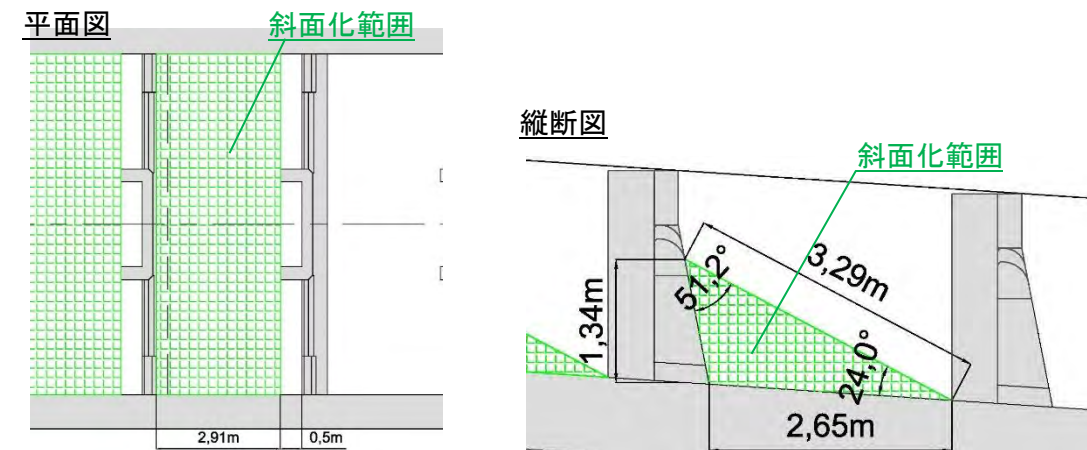 平面図
斜面化範囲
2,91m
0,5m
縦断図
斜面化範囲
3,29m
51,2°
1,34m
24,0°
2,65m